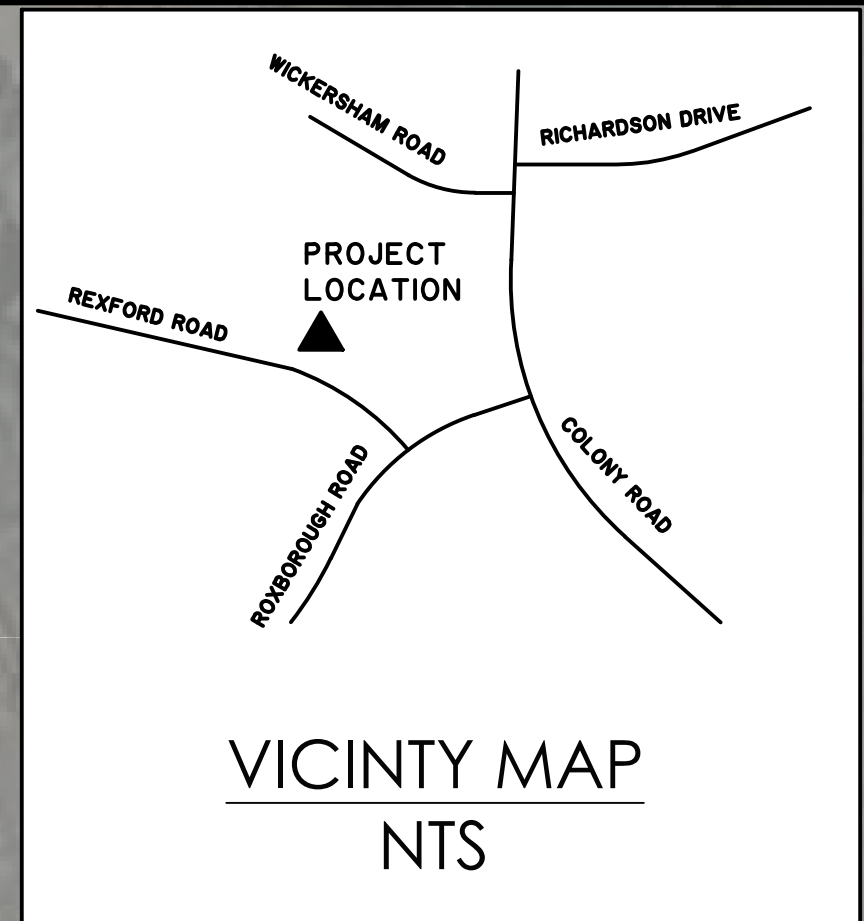 WICKERSHAM ROAD
RICHARDSON DRIVE
PROJECT
LOCATION
REXFORD ROAD
COLONY ROAD
ROXBOROUGH ROAD
VICINTY MAP
NTS